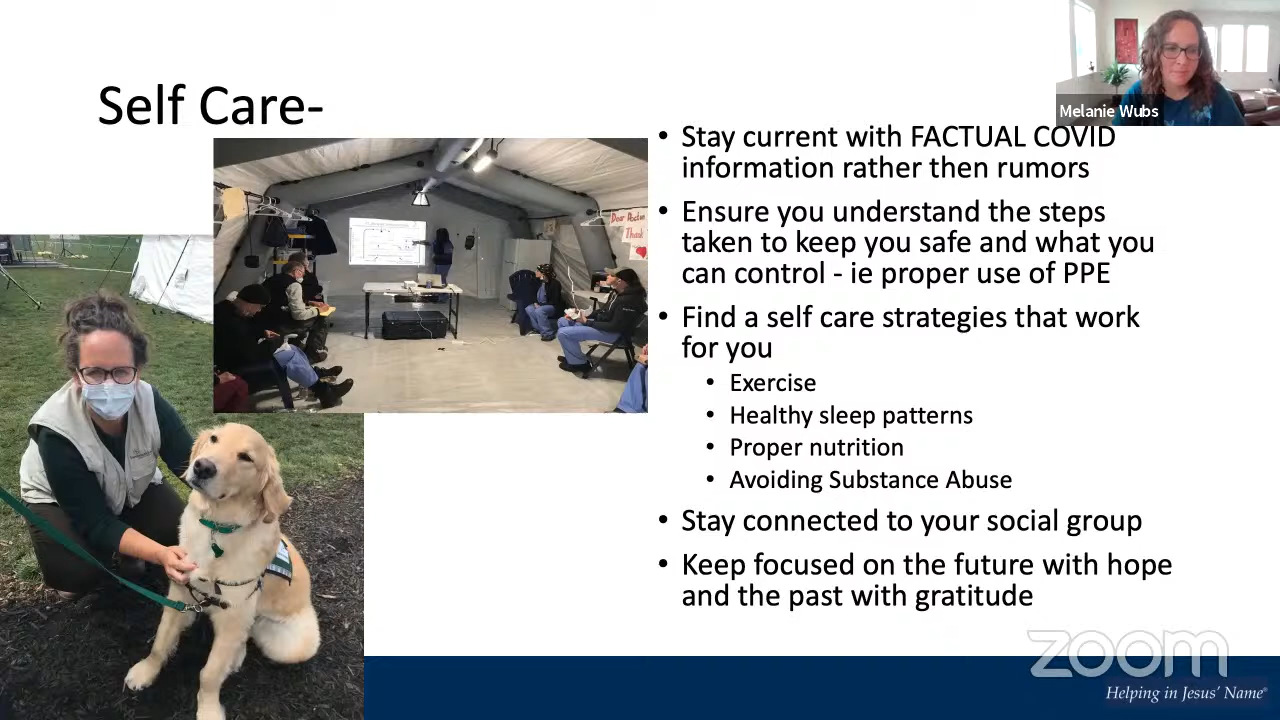 Self Care-
Melanie Wubs
• Stay current with FACTUAL COVID
information rather then rumors
• Ensure you understand the steps
taken to keep you safe and what you
can control - ie proper use of PPE
• Find a self care strategies that work
for you
• Exercise
• Healthy sleep patterns
• Proper nutrition
• Avoiding Substance Abuse
• Stay connected to your social group
• Keep focused on the future with hope
and the past with gratitude
Dear Doctor
Thank
zoom
Helping in Jesus' Name®